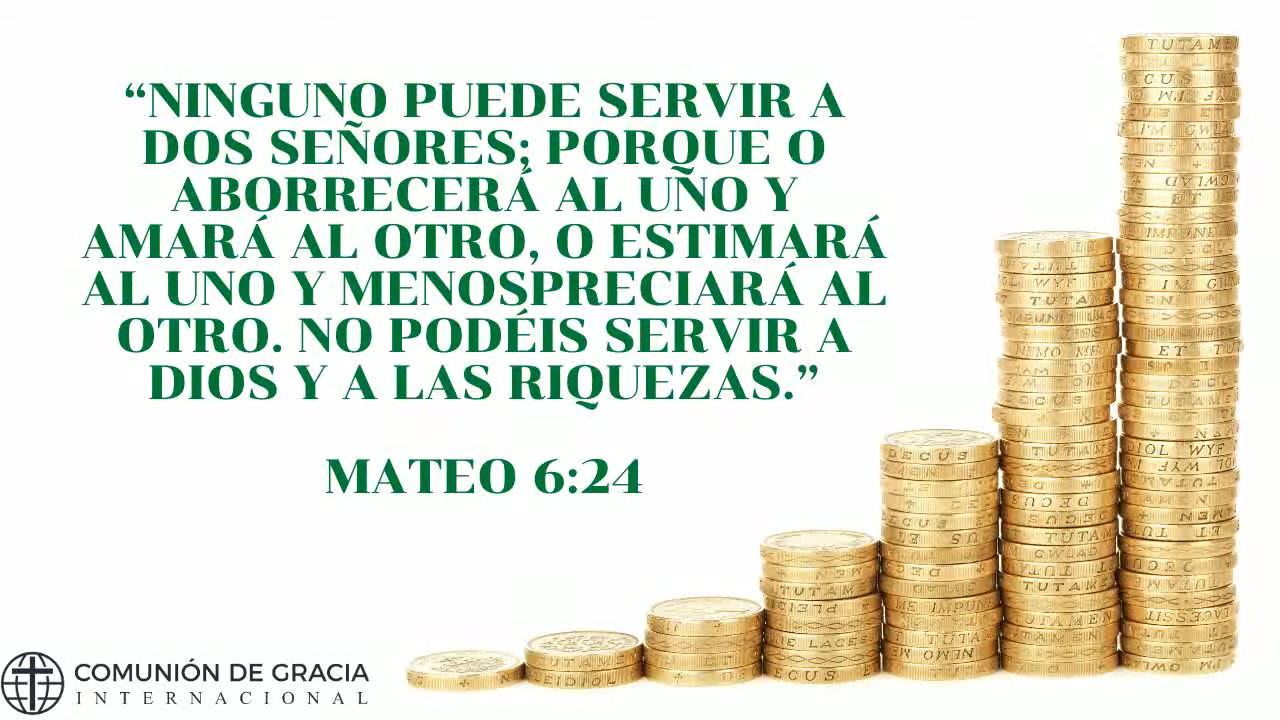 “NINGUNO PUEDE SERVIR A
DOS SEÑORES; PORQUE O
ABORRECERÁ AL UNO Y
AMARÁ AL OTRO, O ESTIMARÁ
AL UNO Y MENOSPRECIARÁ AL
OTRO. NO PODÉIS SERVIR A
DIOS Y A LAS RIQUEZAS.”
MATEO 6:24
COMUNIÓN DE GRACIA
INTERNACIONAL